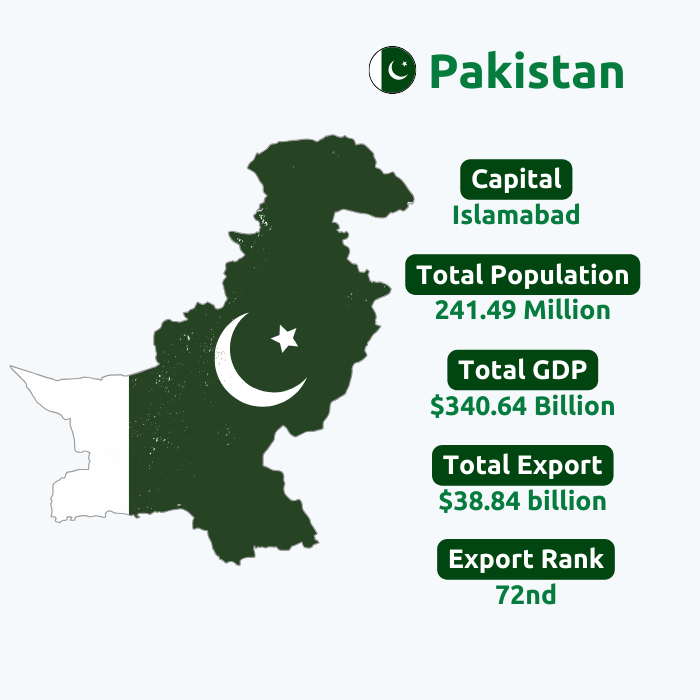 Pakistan
Capital
Islamabad
Total Population
241.49 Million
Total GDP
$340.64 Billion
Total Export
$38.84 billion
Export Rank
72nd